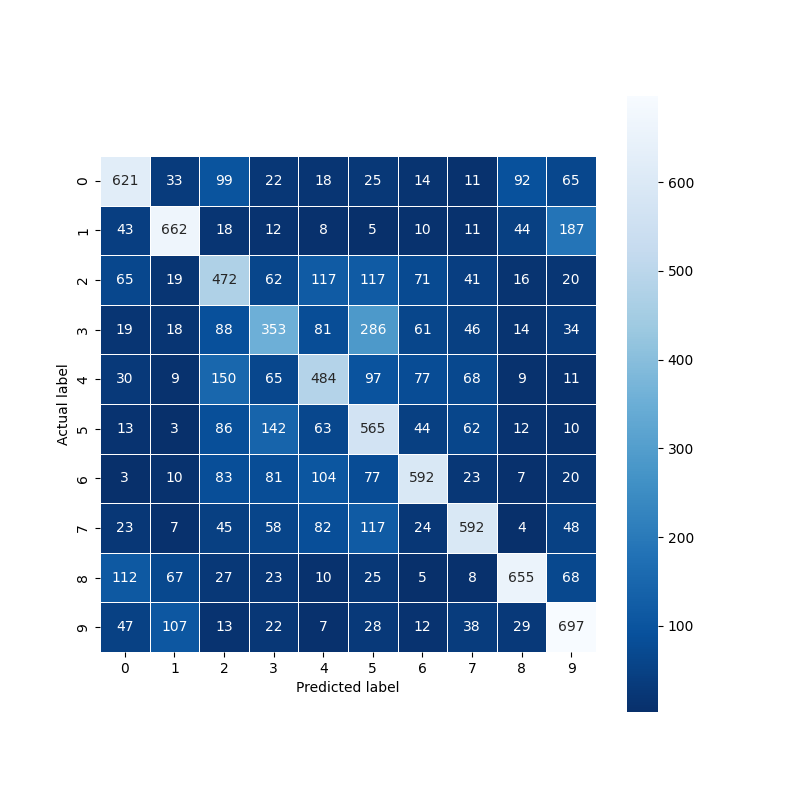 0 621 33 99 22 18 25 14 11 92 65
1 43 662 18 12 8 5 10 11 44 187
2 65 19 472 62 117 117 71 41 16 20
3 19 18 88 353 81 286 61 46 14 34
4 30 9 150 65 484 97 77 68 9 11
5 13 3 86 142 63 565 44 62 12 10
6 3 10 83 81 104 77 592 23 7 20
7 23 7 45 58 82 117 24 592 4 48
8 112 67 27 23 10 25 5 8 655 68
9 47 107 13 22 7 28 12 38 29 697
0 1 2 3 4 5 6 7 8 9
Predicted label
Actual label
600
500
400
300
200
100